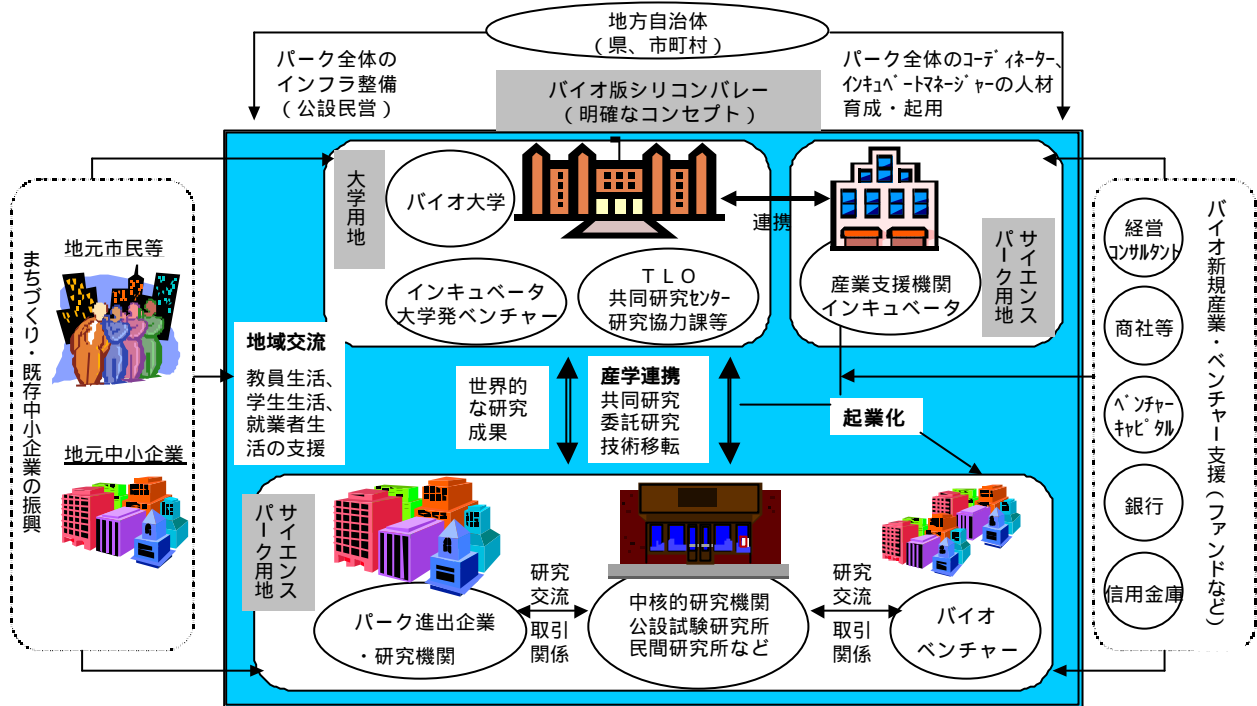 地方自治体
（県、市町村）
パーク全体の
インフラ整備
（公設民営）
バイオ版シリコンバレー
（明確なコンセプト）
パーク全体のｺｰﾃﾞｨﾈｰﾀｰ、
ｲﾝｷｭﾍﾞｰﾄﾏﾈｰｼﾞｬｰの人材
育成・起用
大学用地
バイオ大学
連携
インキュベータ
大学発ベンチャー
ＴＬＯ
共同研究ｾﾝﾀｰ
研究協力課等
産業支援機関
インキュベータ
サイエンス
パーク用地
まちづくり・既存中小企業の振興
地元市民等
地元中小企業
地域交流
教員生活、
学生生活、
就業者生
活の支援
世界的
な研究
成果
産学連携
共同研究
委託研究
技術移転
起業化
経営
ｺﾝｻﾙﾀﾝﾄ
商社等
ﾍﾞﾝﾁｬｰ
ｷｬﾋﾟﾀﾙ
銀行
信用金庫
バイオ新規産業・ベンチャー支援（ファンドなど）
サイエンス
パーク用地
パーク進出企業
・研究機関
研究
交流
取引
関係
中核的研究機関
公設試験研究所
民間研究所など
研究
交流
取引
関係
バイオ
ベンチャー